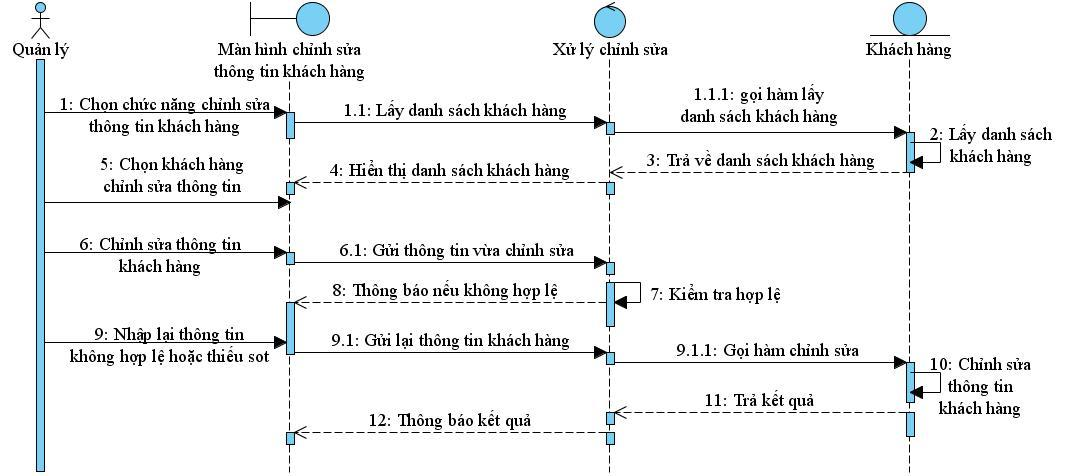 Quản lý
Màn hình chỉnh sửa
thông tin khách hàng
Xử lý chỉnh sửa
Khách hàng
1: Chọn chức năng chỉnh sửa
thông tin khách hàng
1.1: Lấy danh sách khách hàng
1.1.1: gọi hàm lấy
danh sách khách hàng
2: Lấy danh sách
khách hàng
3: Trả về danh sách khách hàng
4: Hiển thị danh sách khách hàng
5: Chọn khách hàng
chỉnh sửa thông tin
6: Chỉnh sửa thông tin
khách hàng
6.1: Gửi thông tin vừa chỉnh sửa
7: Kiểm tra hợp lệ
8: Thông báo nếu không hợp lệ
9: Nhập lại thông tin
không hợp lệ hoặc thiếu sot
9.1: Gửi lại thông tin khách hàng
9.1.1: Gọi hàm chỉnh sửa
10: Chỉnh sửa
thông tin
khách hàng
11: Trả kết quả
12: Thông báo kết quả